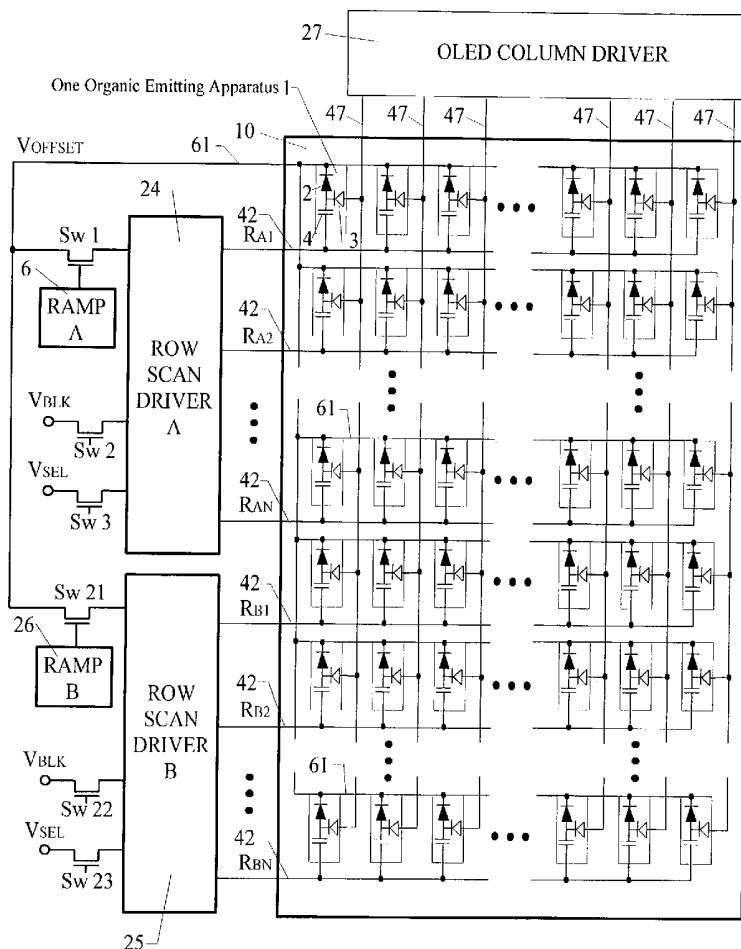 27
OLED COLUMN DRIVER
One Organic Emitting Apparatus 1
47 47 47 47 47 47
10
VOFFSET
61
24
2
4
3
42
RA1
Sw 1
6
RAMP A
42
RA2
ROW SCAN DRIVER A
VBLK
Sw 2
61
VSEL
Sw 3
42
RAN
Sw 21
42
RB1
26
RAMP B
ROW SCAN DRIVER B
42
RB2
VBLK
Sw 22
61
VSEL
Sw 23
42
RBN
25